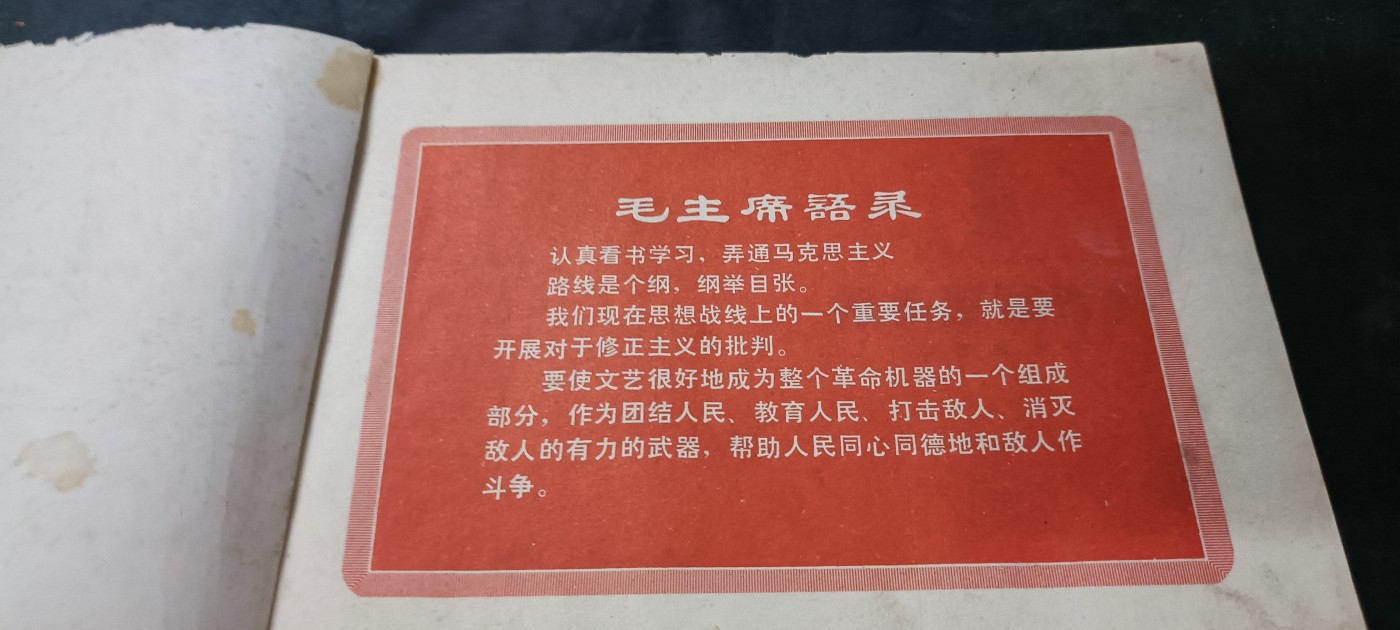 毛主席語录
认真看书学习，弄通马克思主义
路线是个纲，纲举目张。
我们现在思想战线上的一个重要任务，就是要
开展对于修正主义的批判。
要使文艺很好地成为整个革命机器的一个组成
部分，作为团结人民、教育人民、打击敌人、消灭
敌人的有力的武器，帮助人民同心同德地和敌人作
斗争。